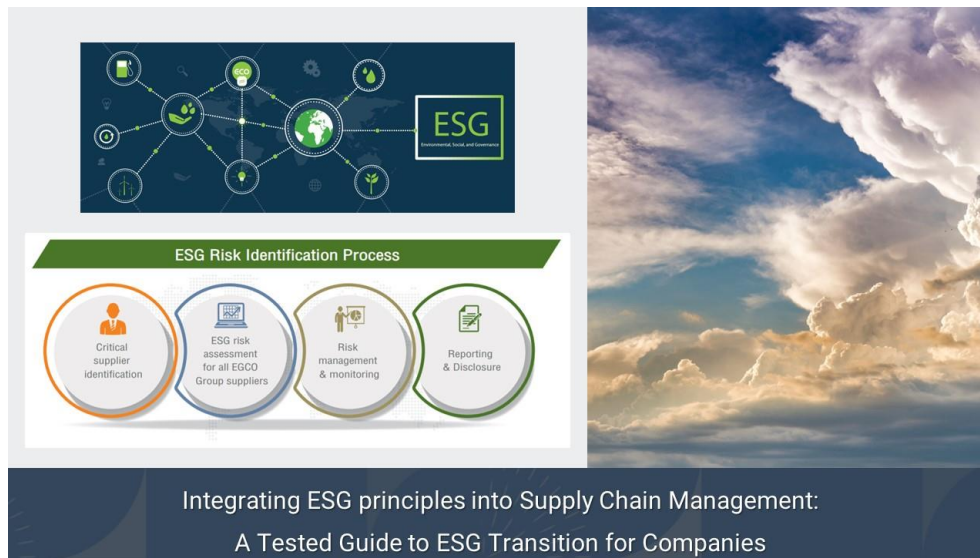 ECO
ESG
Environmental, Social, and Governance
ESG Risk Identification Process
Critical
supplier
identification
ESG risk
assessment
for all EGCO
Group suppliers
Risk
management
& monitoring
Reporting
& Disclosure
Integrating ESG principles into Supply Chain Management:
A Tested Guide to ESG Transition for Companies